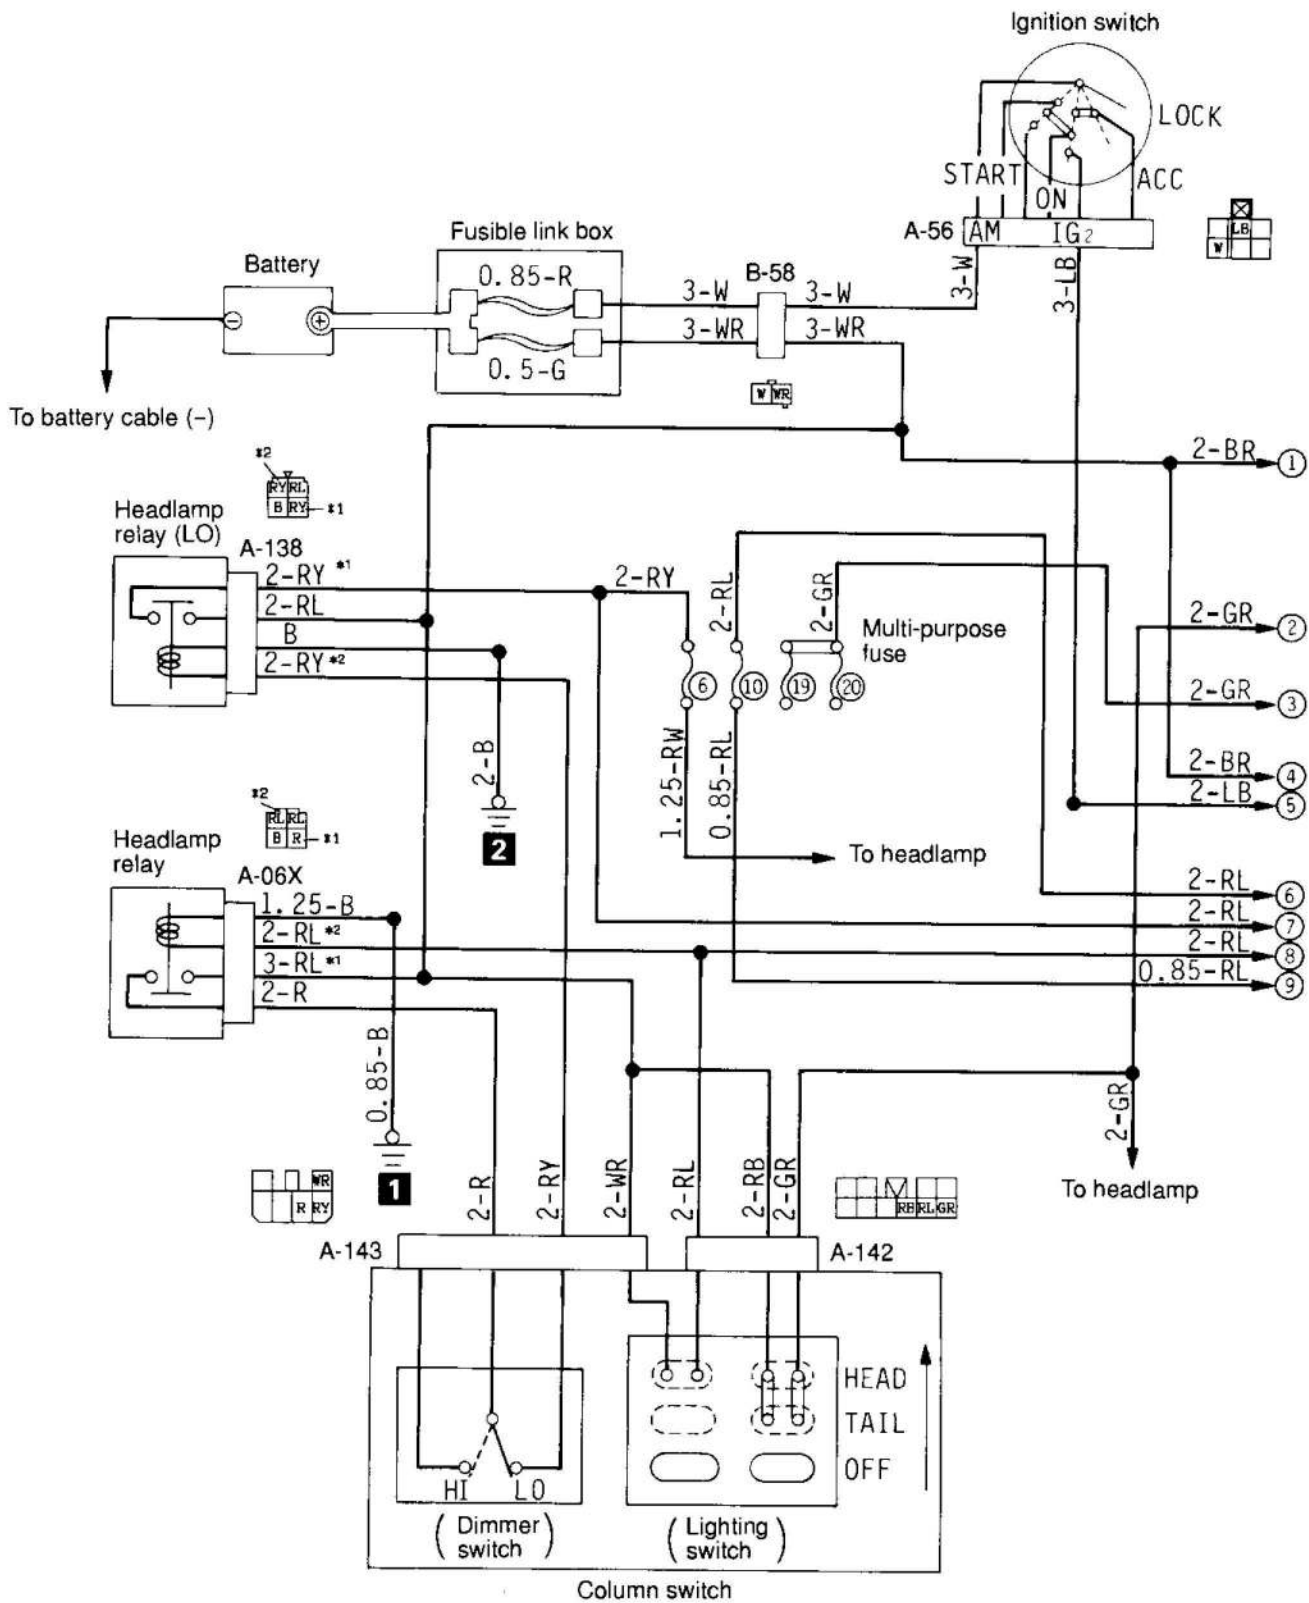 Ignition switch
LOCK
START
ACC
ON
A-56
AM
IG2
LB
W
Fusible link box
Battery
0.85-R
B-58
3-W
3-W
3-W
3-LB
3-WR
3-WR
0.5-G
W WR
To battery cable (–)
2-BR
1
*2
RY RL
B RY
*1
Headlamp
relay (LO)
A-138
2-RY *1
2-RY
2-RL
2-GR
2-RL
B
2-RY*2
Multi-purpose
fuse
2-GR
2
6
10
19
20
2-GR
3
2-B
1.25-RW
0.85-RL
2-BR
4
2-LB
5
2
*2
RL RL
B R
*1
To headlamp
Headlamp
relay
A-06X
1.25-B
2-RL*2
3-RL*1
2-R
2-RL
6
2-RL
7
2-RL
8
0.85-RL
9
0.85-B
2-GR
1
WR
R RY
2-R
2-RY
2-WR
2-RL
2-RB
2-GR
RB RL GR
To headlamp
A-143
A-142
HEAD
TAIL
OFF
HI
LO
(Dimmer
switch)
(Lighting
switch)
Column switch